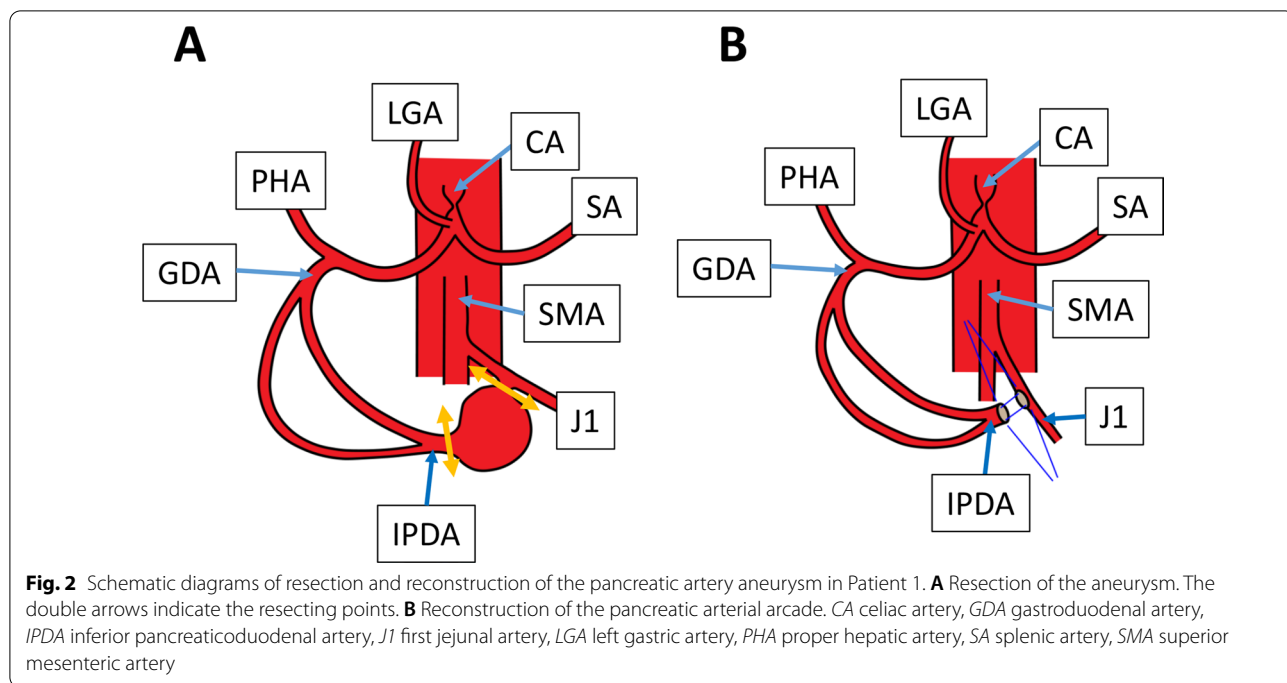 A
B
LGA
CA
PHA
SA
GDA
SMA
J1
IPDA
LGA
CA
PHA
SA
GDA
SMA
J1
IPDA
Fig. 2 Schematic diagrams of resection and reconstruction of the pancreatic artery aneurysm in Patient 1. A Resection of the aneurysm. The
double arrows indicate the resecting points. B Reconstruction of the pancreatic arterial arcade. CA celiac artery, GDA gastroduodenal artery,
IPDA inferior pancreaticoduodenal artery, J1 first jejunal artery, LGA left gastric artery, PHA proper hepatic artery, SA splenic artery, SMA superior
mesenteric artery